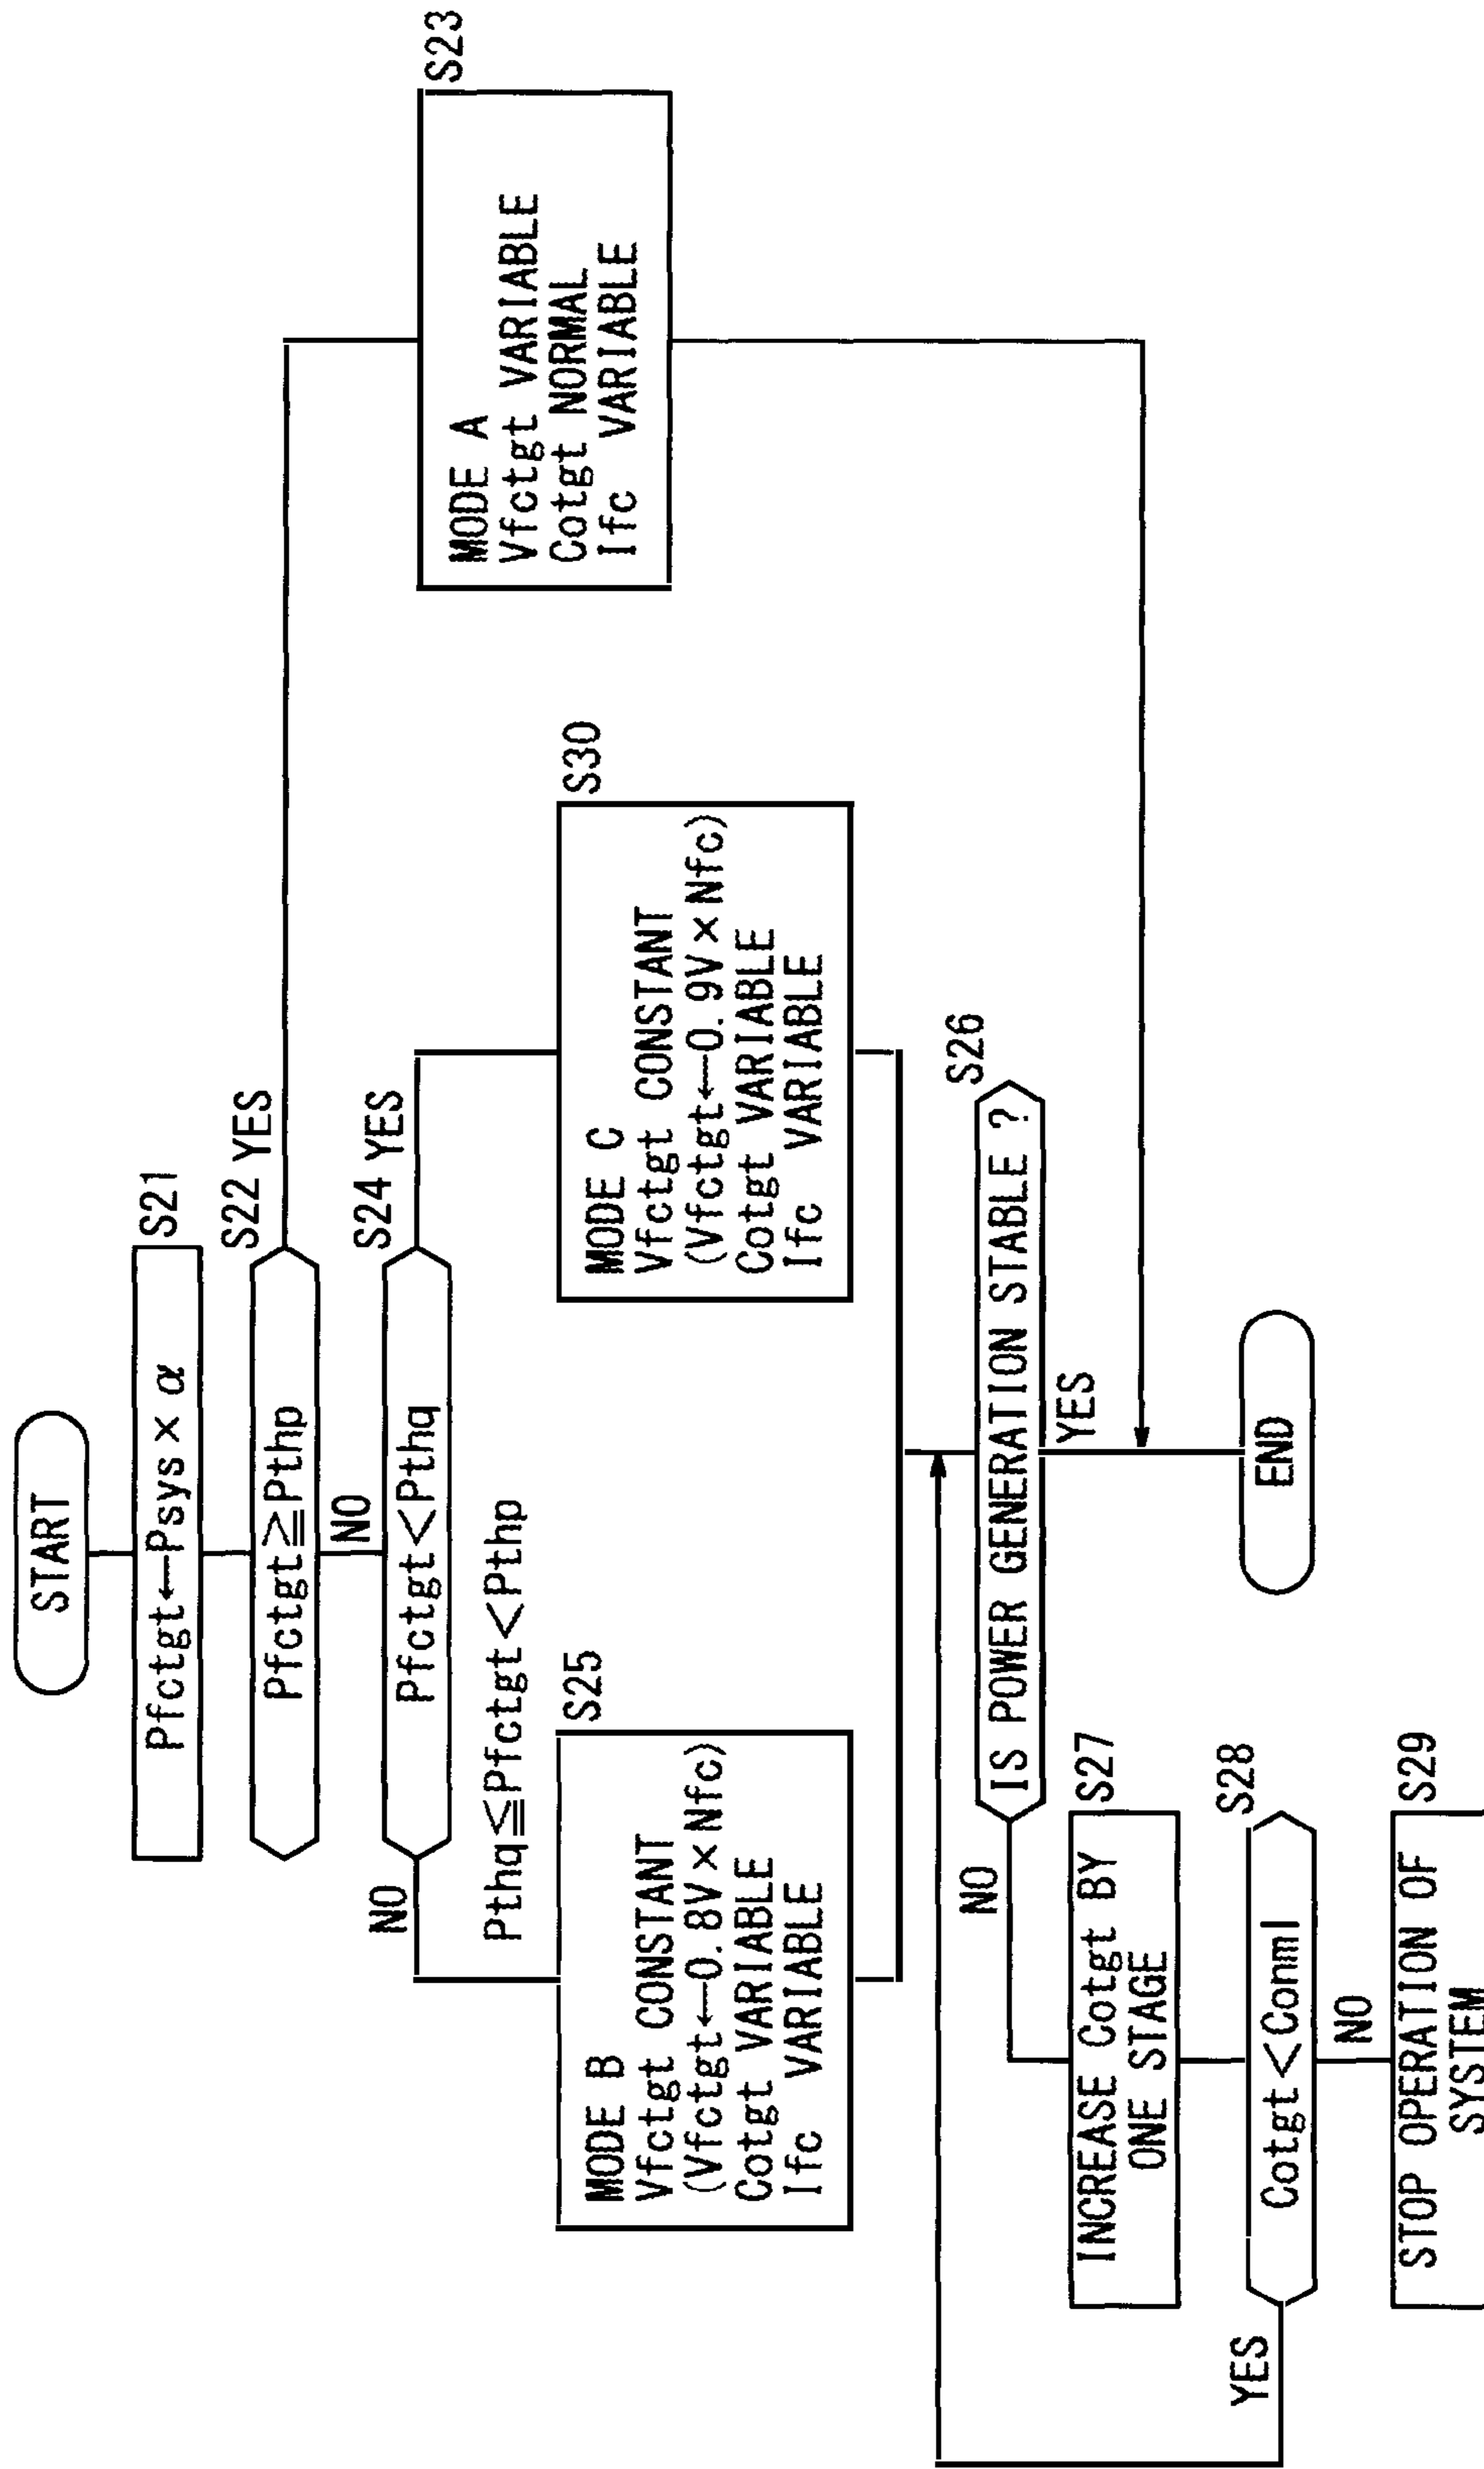 START
S21
Pfctgt←Psys×α
S22 YES
Pfctgt≧Pthp
NO
S24 YES
Pfctgt<Pthq
NO
Pthq≦Pfctgt<Pthp
S23
MODE A
Vfctgt VARIABLE
Cotgt NORMAL
Ifc VARIABLE
S25
MODE B
Vfctgt CONSTANT
(Vfctgt←0.8V×Nfc)
Cotgt VARIABLE
Ifc VARIABLE
S30
MODE C
Vfctgt CONSTANT
(Vfctgt←0.9V×Nfc)
Cotgt VARIABLE
Ifc VARIABLE
S26
IS POWER GENERATION STABLE ?
NO
YES
S27
INCREASE Cotgt BY
ONE STAGE
S28
Cotgt<Conml
YES
NO
S29
STOP OPERATION OF
SYSTEM
END